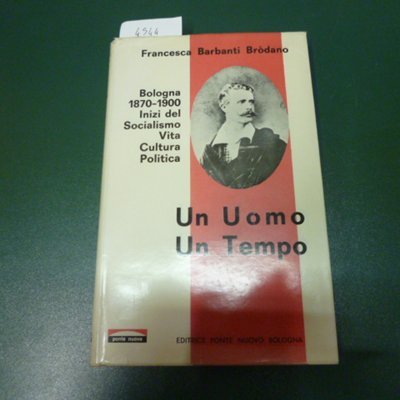 4544
Francesca Barbanti Bròdano
Bologna
1870-1900
Inizi del
Socialismo
Vita
Cultura
Politica
Un Uomo
Un Tempo
ponte nuovo
EDITRICE PONTE NUOVO BOLOGNA